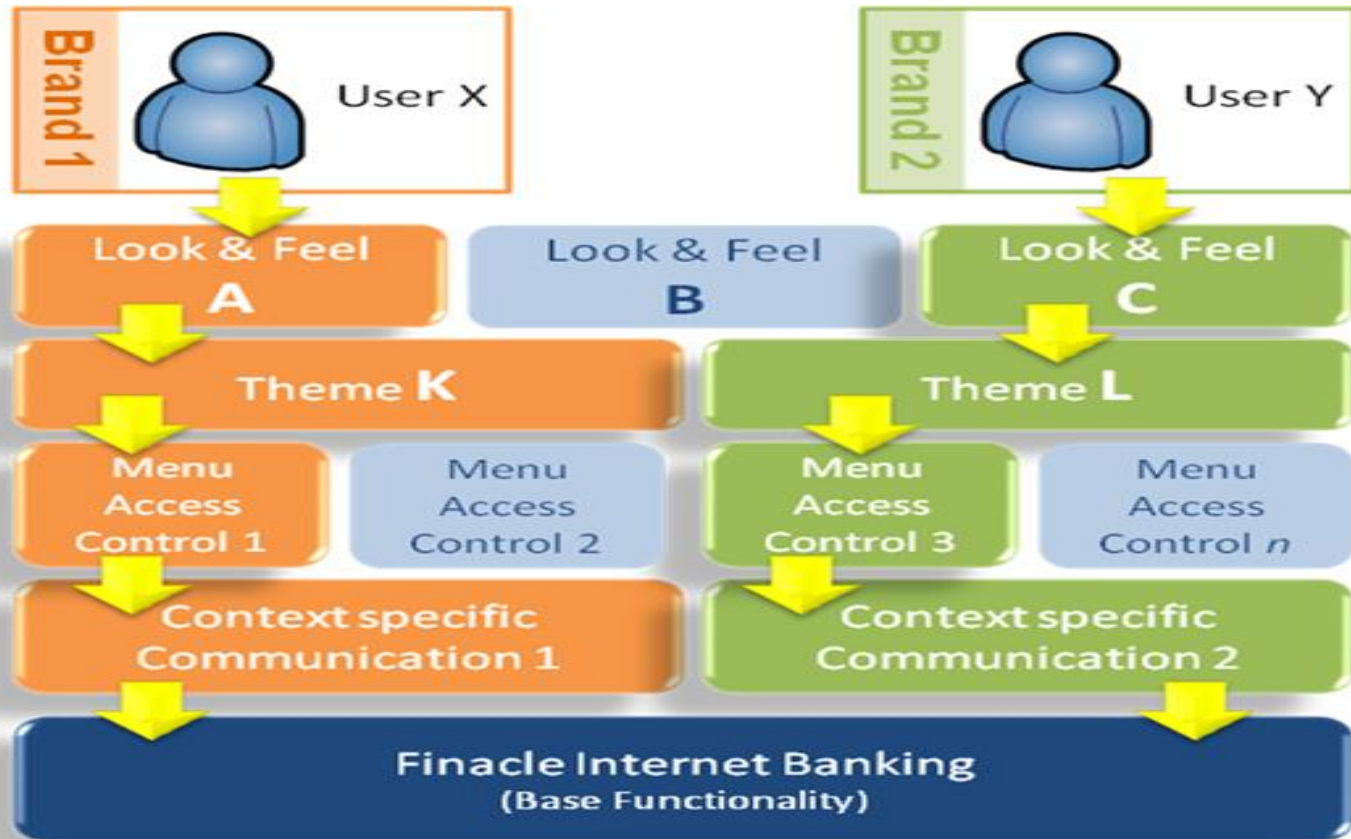 Brand 1
User X
Brand 2
User Y
Look & Feel
A
Look & Feel
B
Look & Feel
C
Theme K
Theme L
Menu
Access
Control 1
Menu
Access
Control 2
Menu
Access
Control 3
Menu
Access
Control n
Context specific
Communication 1
Context specific
Communication 2
Finacle Internet Banking
(Base Functionality)